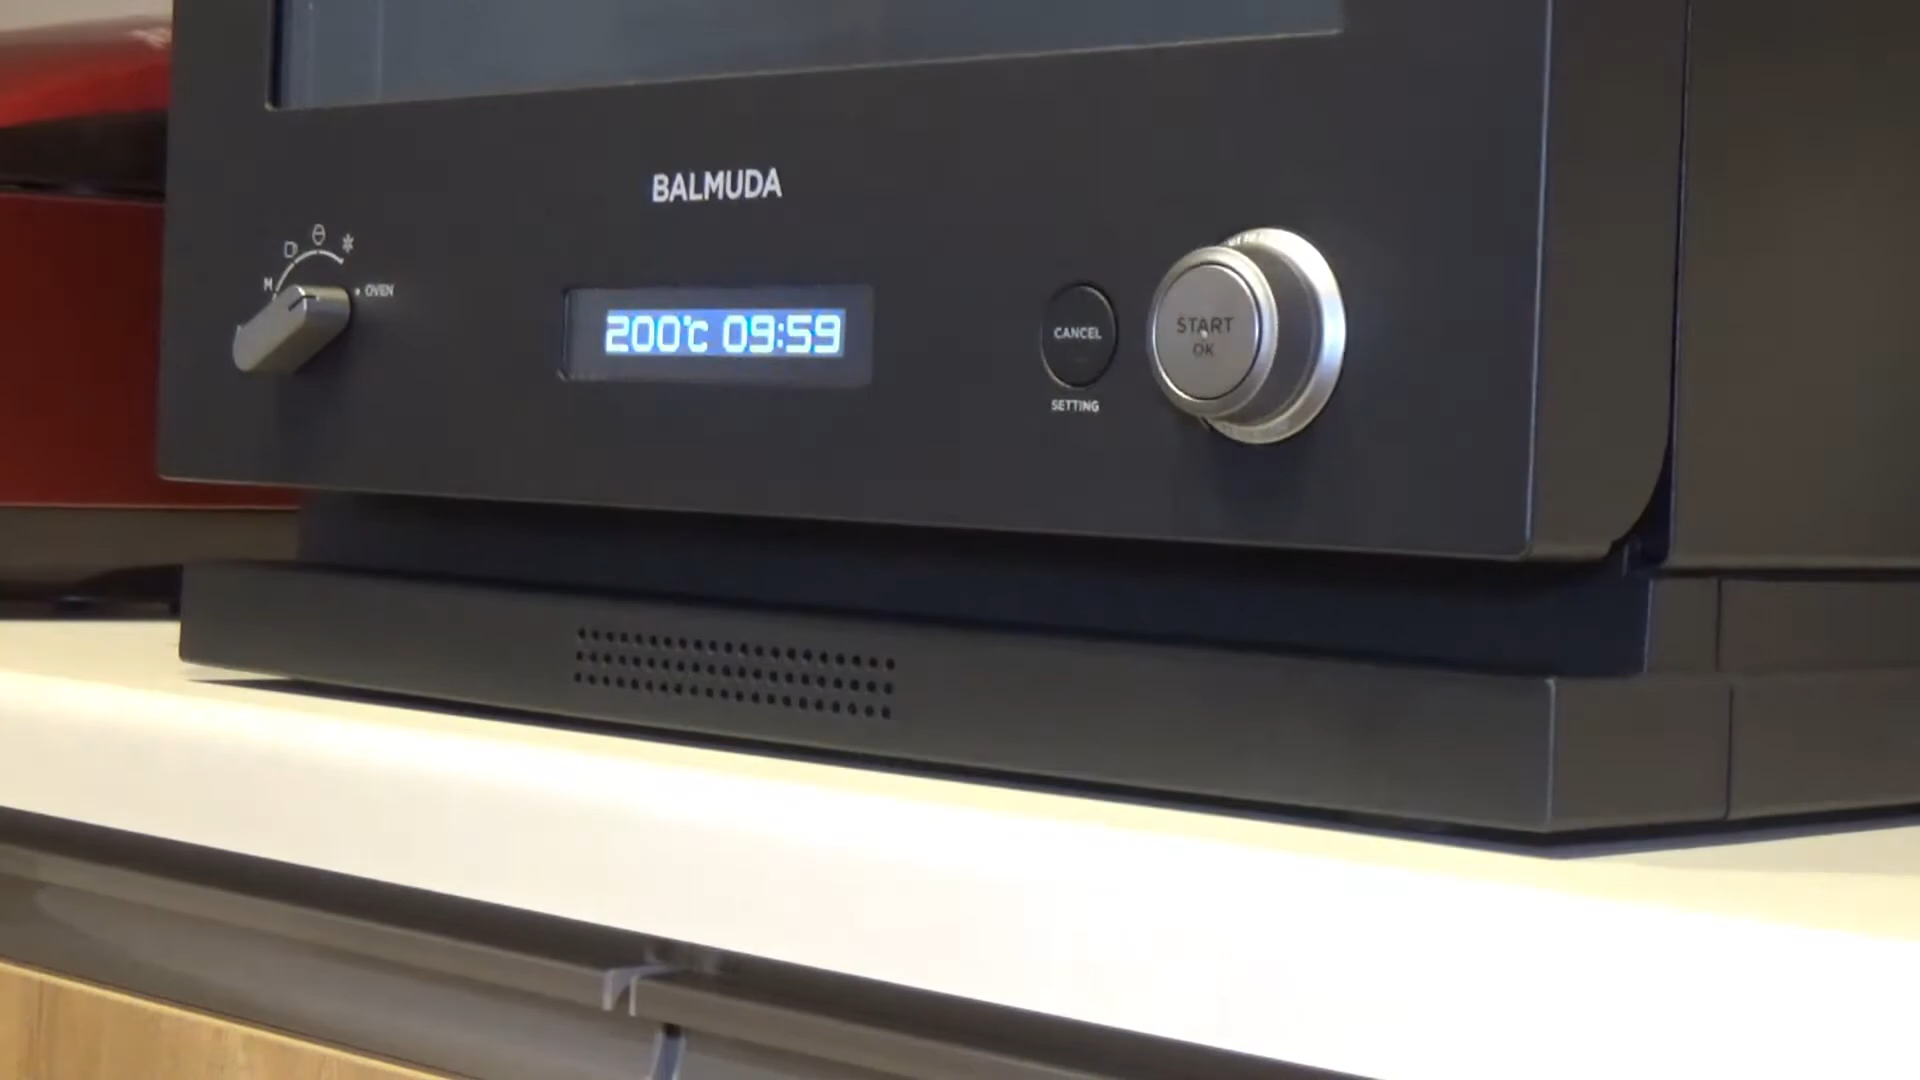 BALMUDA
M
OVEN
200℃ 09:59
CANCEL
SETTING
START
OK